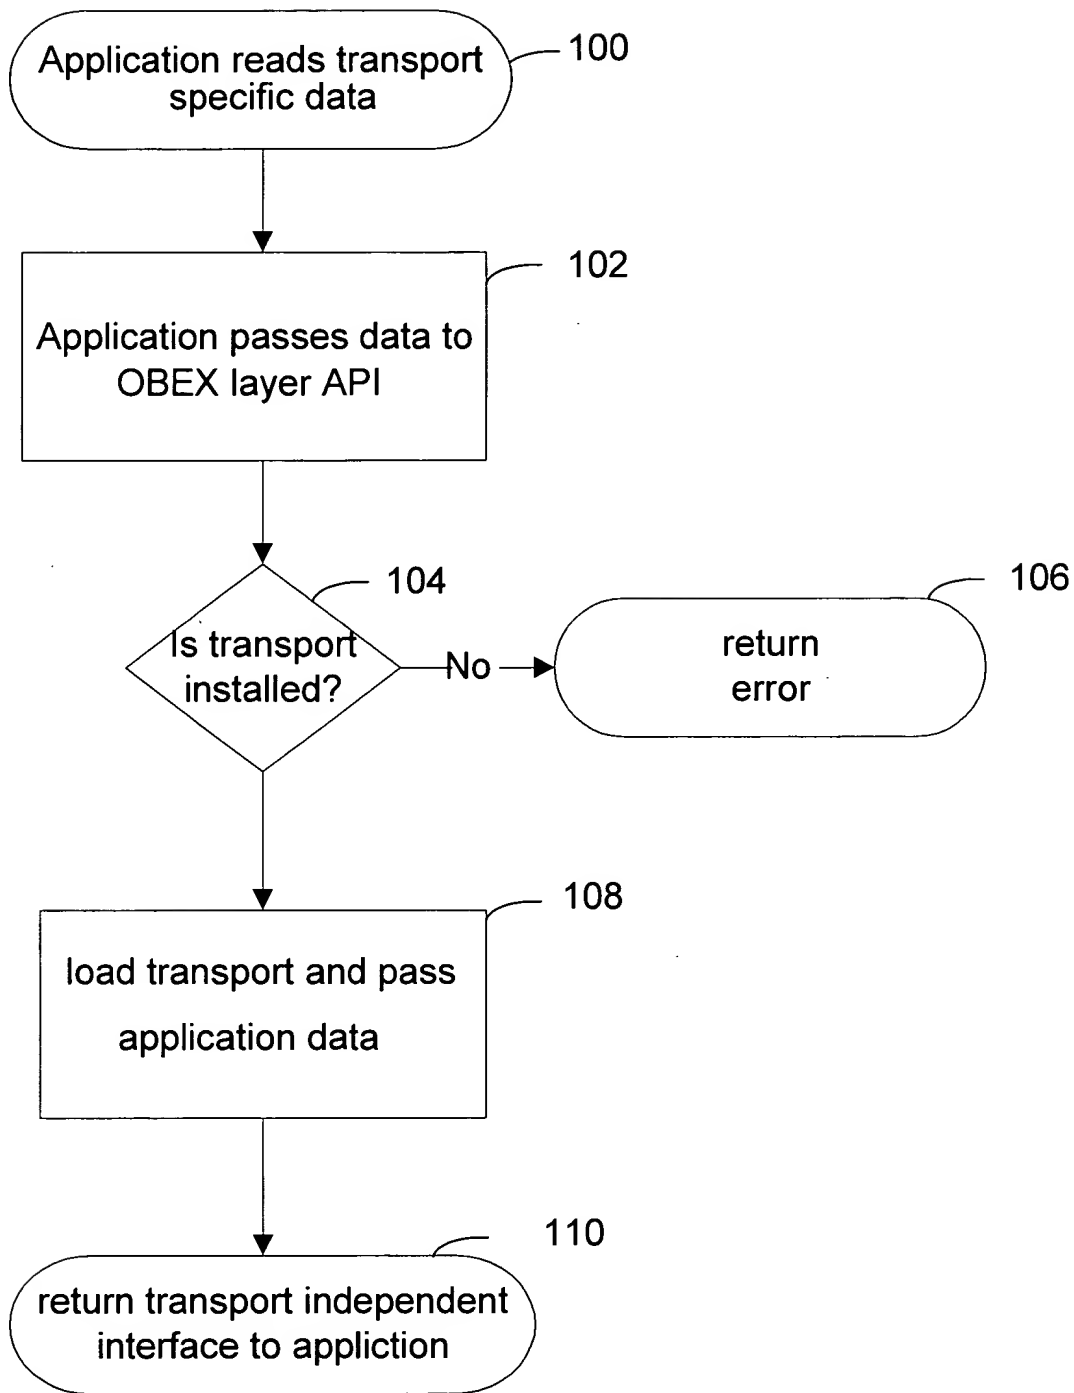 Application reads transport
specific data
100
102
Application passes data to
OBEX layer API
104
Is transport
installed?
No
106
return
error
108
load transport and pass
application data
110
return transport independent
interface to appliction